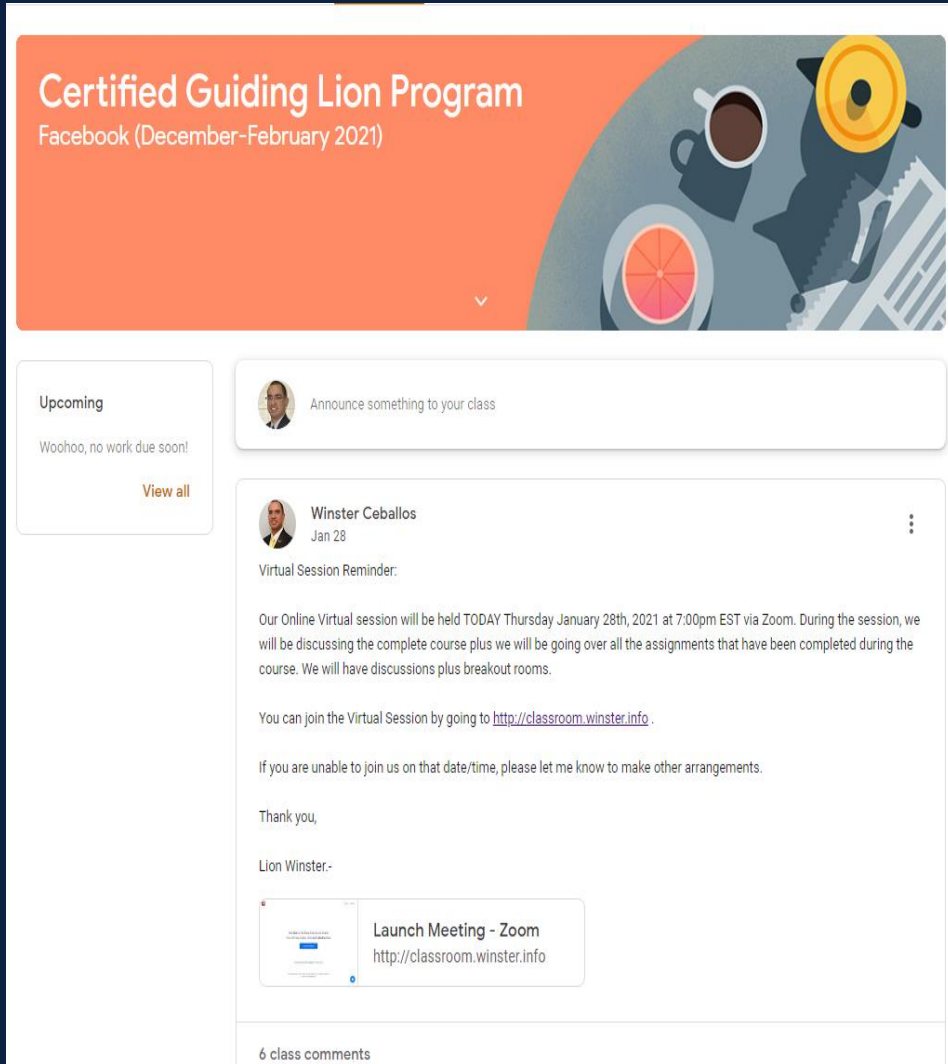 Certified Guiding Lion Program
Facebook (December-February 2021)
Upcoming
Woohoo, no work due soon!
View all
Announce something to your class
Winster Ceballos
Jan 28
Virtual Session Reminder:
Our Online Virtual session will be held TODAY Thursday January 28th, 2021 at 7:00pm EST via Zoom. During the session, we
will be discussing the complete course plus we will be going over all the assignments that have been completed during the
course. We will have discussions plus breakout rooms.
You can join the Virtual Session by going to http://classroom.winster.info .
If you are unable to join us on that date/time, please let me know to make other arrangements.
Thank you,
Lion Winster.-
Launch Meeting - Zoom
http://classroom.winster.info
6 class comments